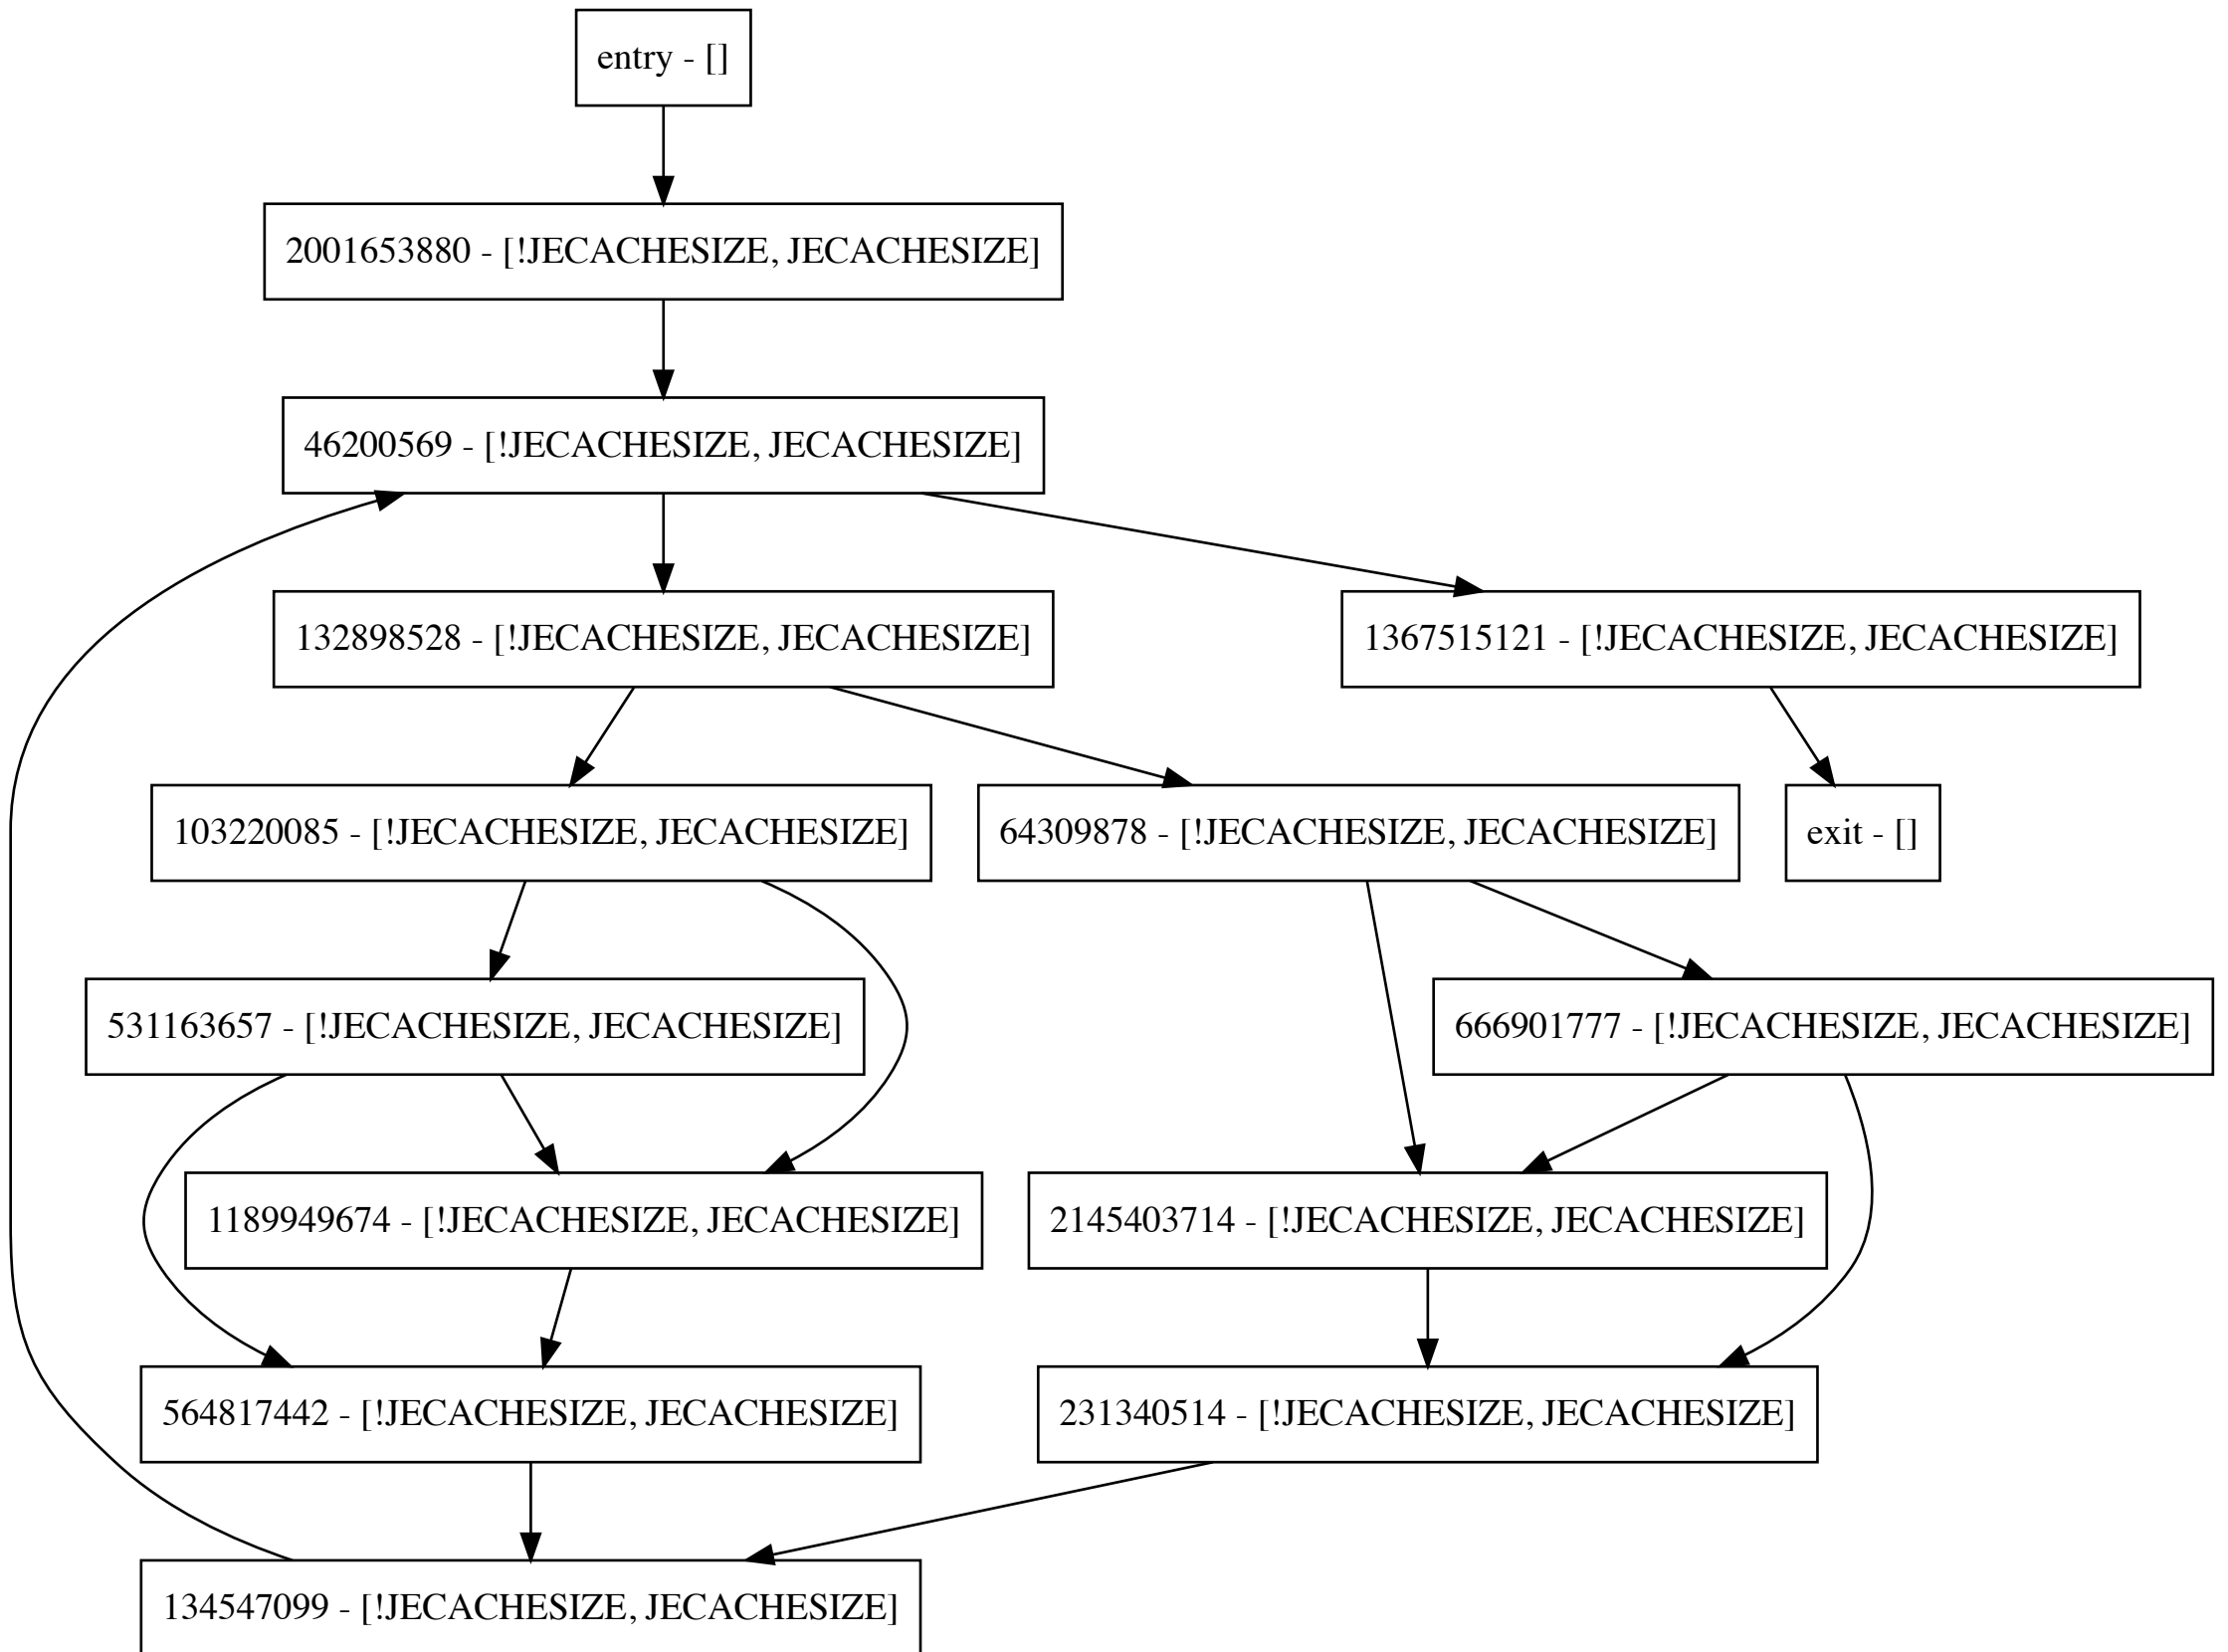 entry - []
2001653880 - [!JECACHESIZE, JECACHESIZE]
46200569 - [!JECACHESIZE, JECACHESIZE]
132898528 - [!JECACHESIZE, JECACHESIZE]
1367515121 - [!JECACHESIZE, JECACHESIZE]
103220085 - [!JECACHESIZE, JECACHESIZE]
64309878 - [!JECACHESIZE, JECACHESIZE]
exit - []
531163657 - [!JECACHESIZE, JECACHESIZE]
666901777 - [!JECACHESIZE, JECACHESIZE]
1189949674 - [!JECACHESIZE, JECACHESIZE]
2145403714 - [!JECACHESIZE, JECACHESIZE]
564817442 - [!JECACHESIZE, JECACHESIZE]
231340514 - [!JECACHESIZE, JECACHESIZE]
134547099 - [!JECACHESIZE, JECACHESIZE]